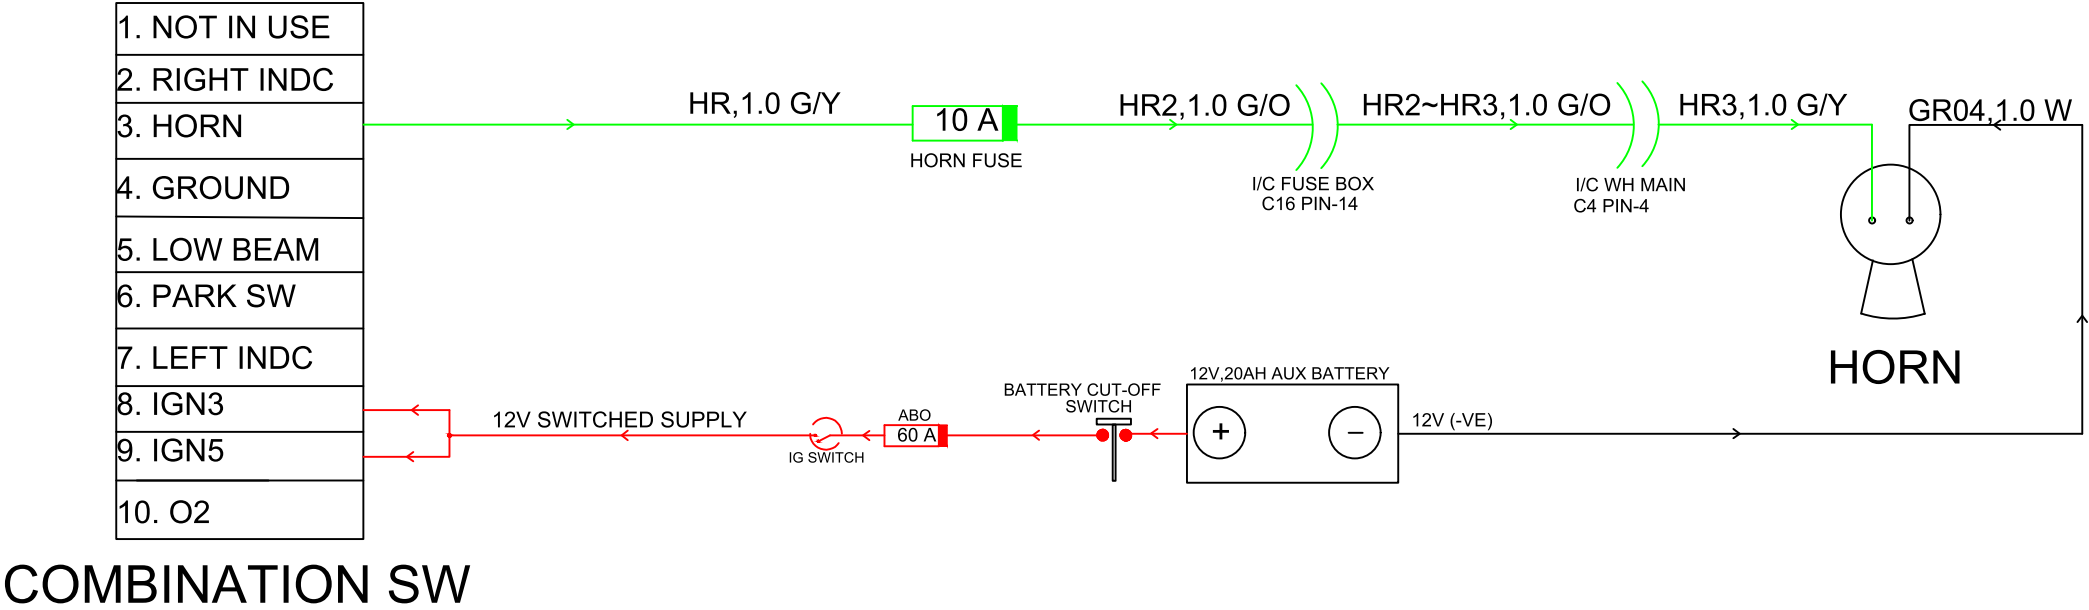 1. NOT IN USE
2. RIGHT INDC
3. HORN
4. GROUND
5. LOW BEAM
6. PARK SW
7. LEFT INDC
8. IGN3
9. IGN5
10. O2
COMBINATION SW
HR,1.0 G/Y
10 A
HORN FUSE
HR2,1.0 G/O
I/C FUSE BOX
C16 PIN-14
HR2~HR3,1.0 G/O
I/C WH MAIN
C4 PIN-4
HR3,1.0 G/Y
GR04,1.0 W
HORN
12V SWITCHED SUPPLY
IG SWITCH
ABO
60 A
BATTERY CUT-OFF
SWITCH
12V,20AH AUX BATTERY
+
−
12V (-VE)